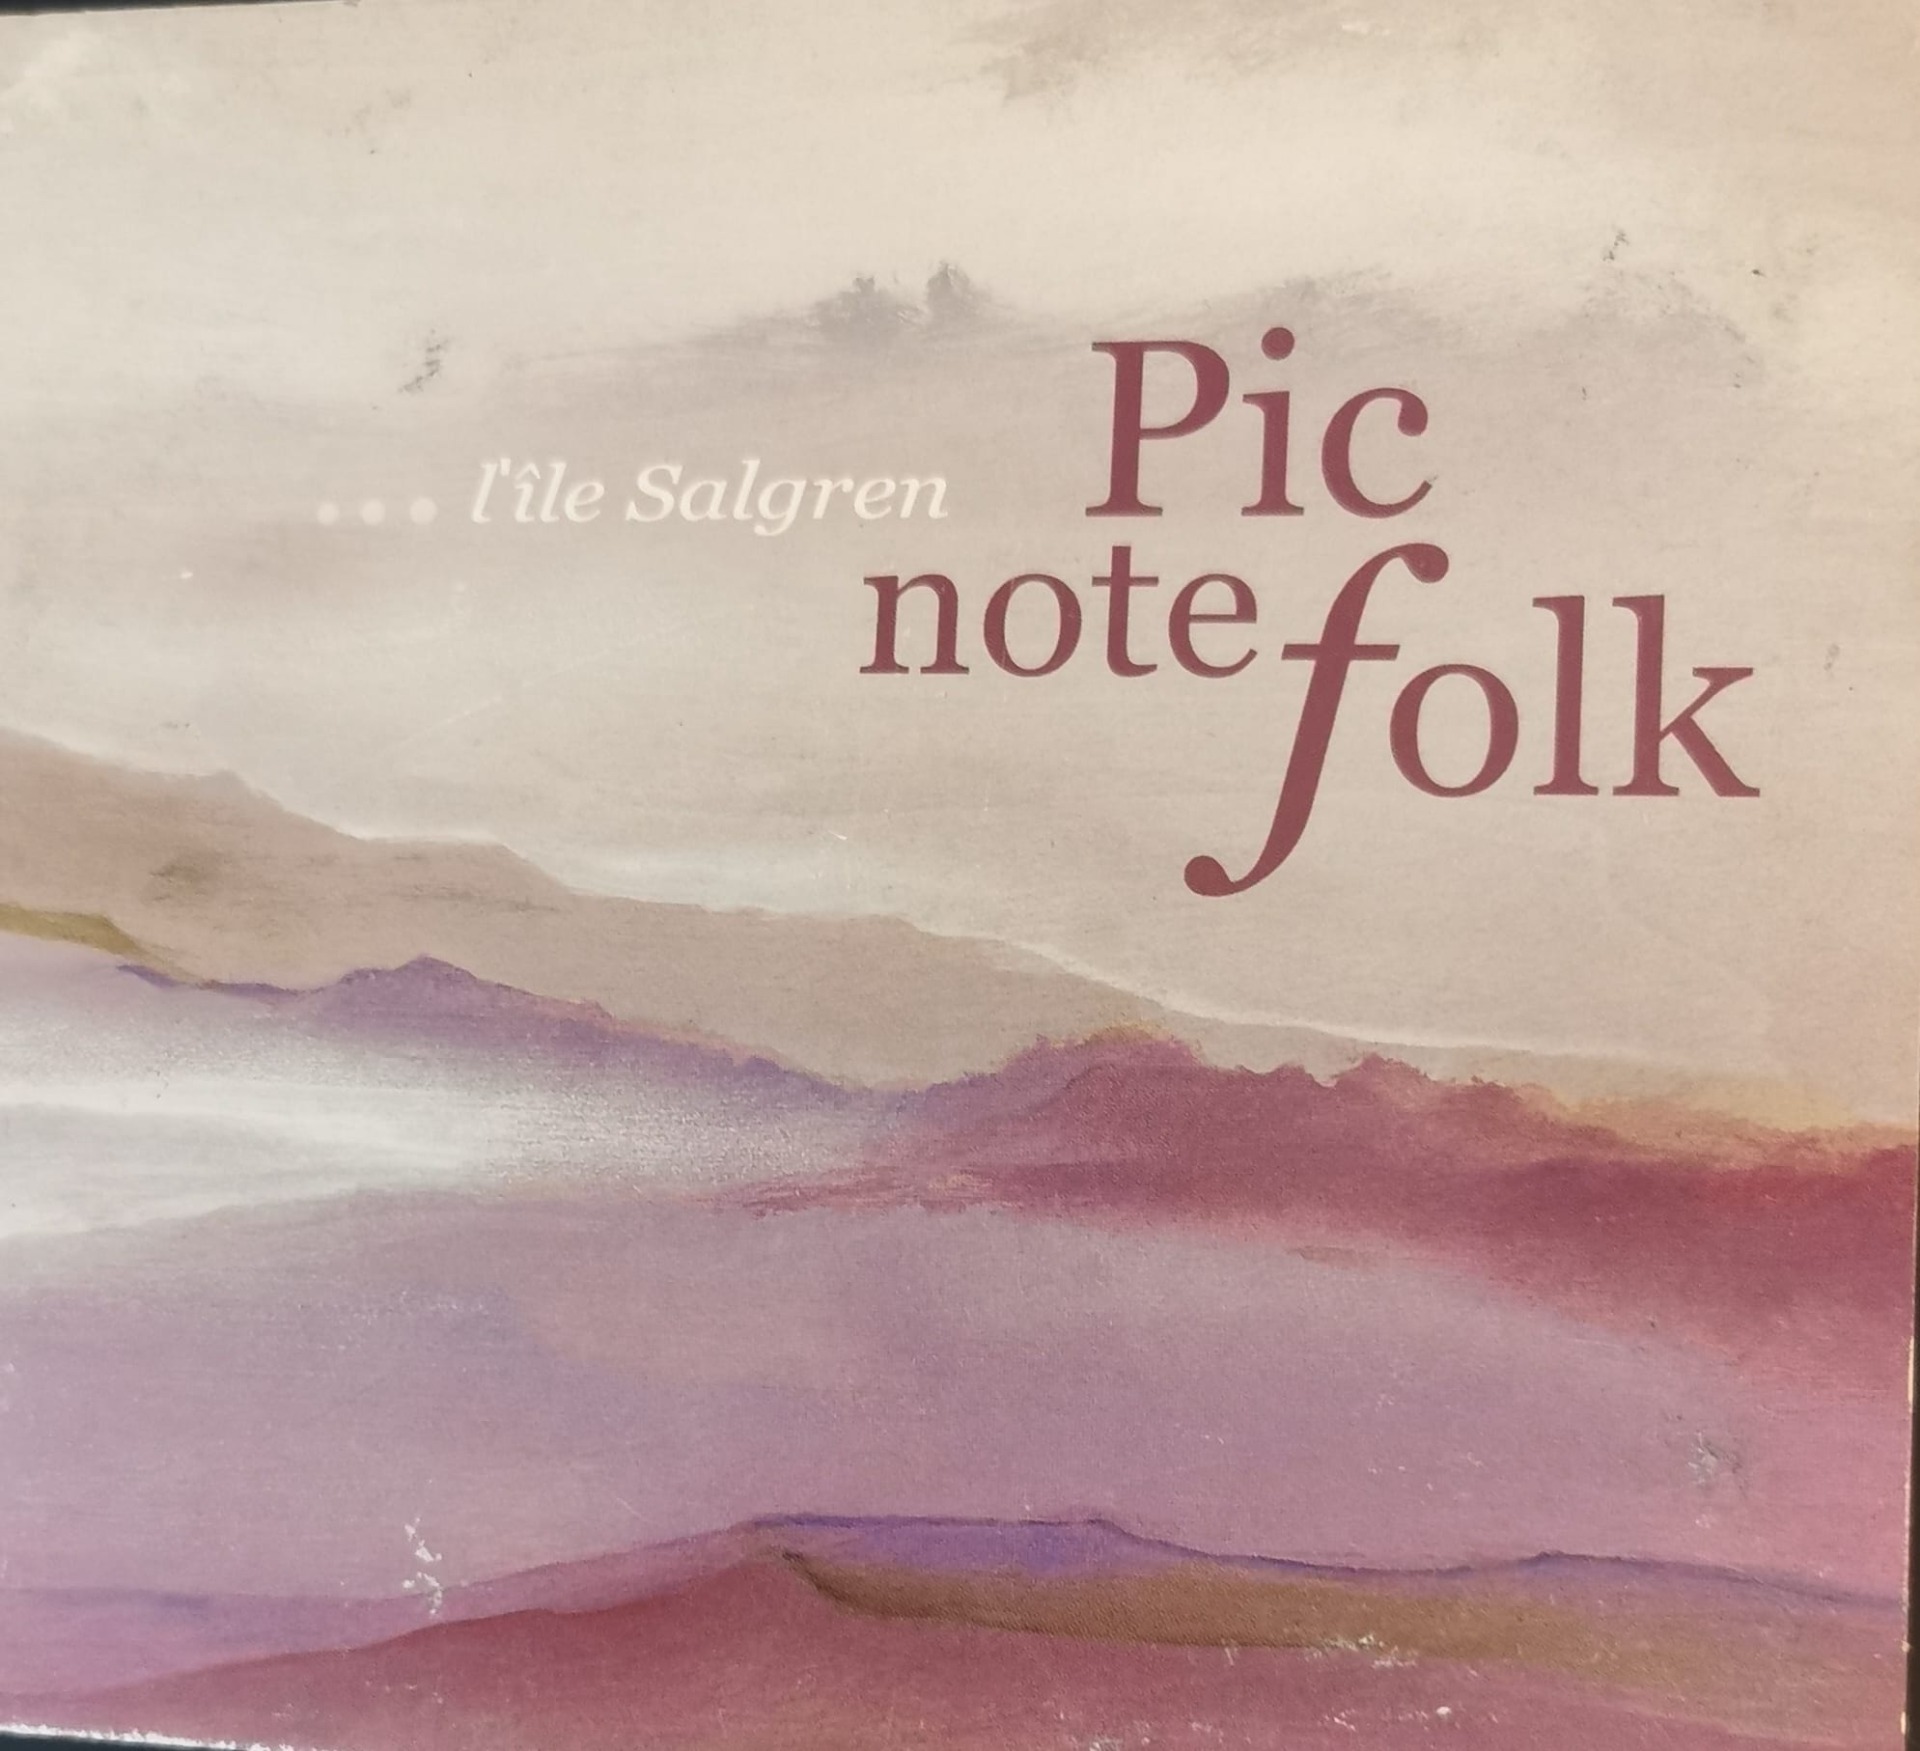 Pic
... l'île Salgren
note folk